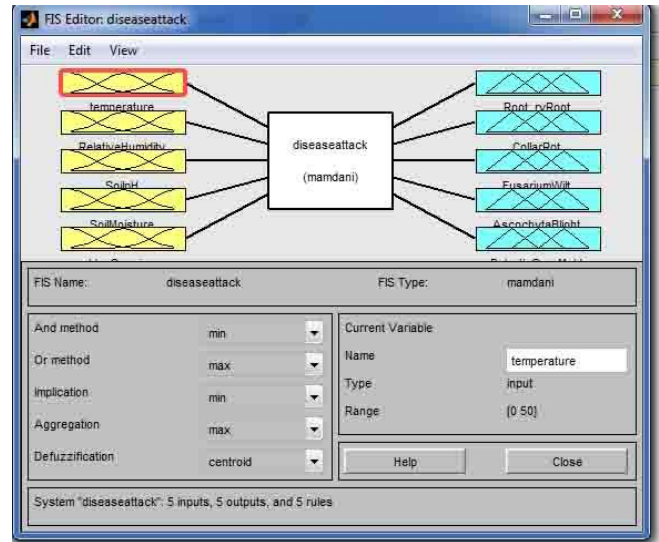 FIS Editor: diseaseattack
File Edit View
temperature
RelativeHumidity
SoilpH
SoilMoisture
diseaseattack
(mamdani)
CollarRot
FusariumWilt
AscochytaBlight
FIS Name: diseaseattack FIS Type: mamdani
And method min
Or method max
Implication min
Aggregation max
Defuzzification centroid
Current Variable
Name temperature
Type input
Range [0 50]
Help Close
System "diseaseattack": 5 inputs, 5 outputs, and 5 rules